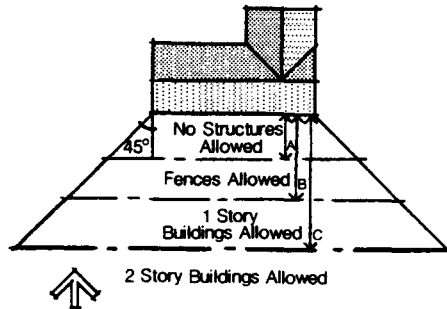 No Structures
Allowed
45°
A
Fences Allowed
B
1 Story
Buildings Allowed
C
2 Story Buildings Allowed